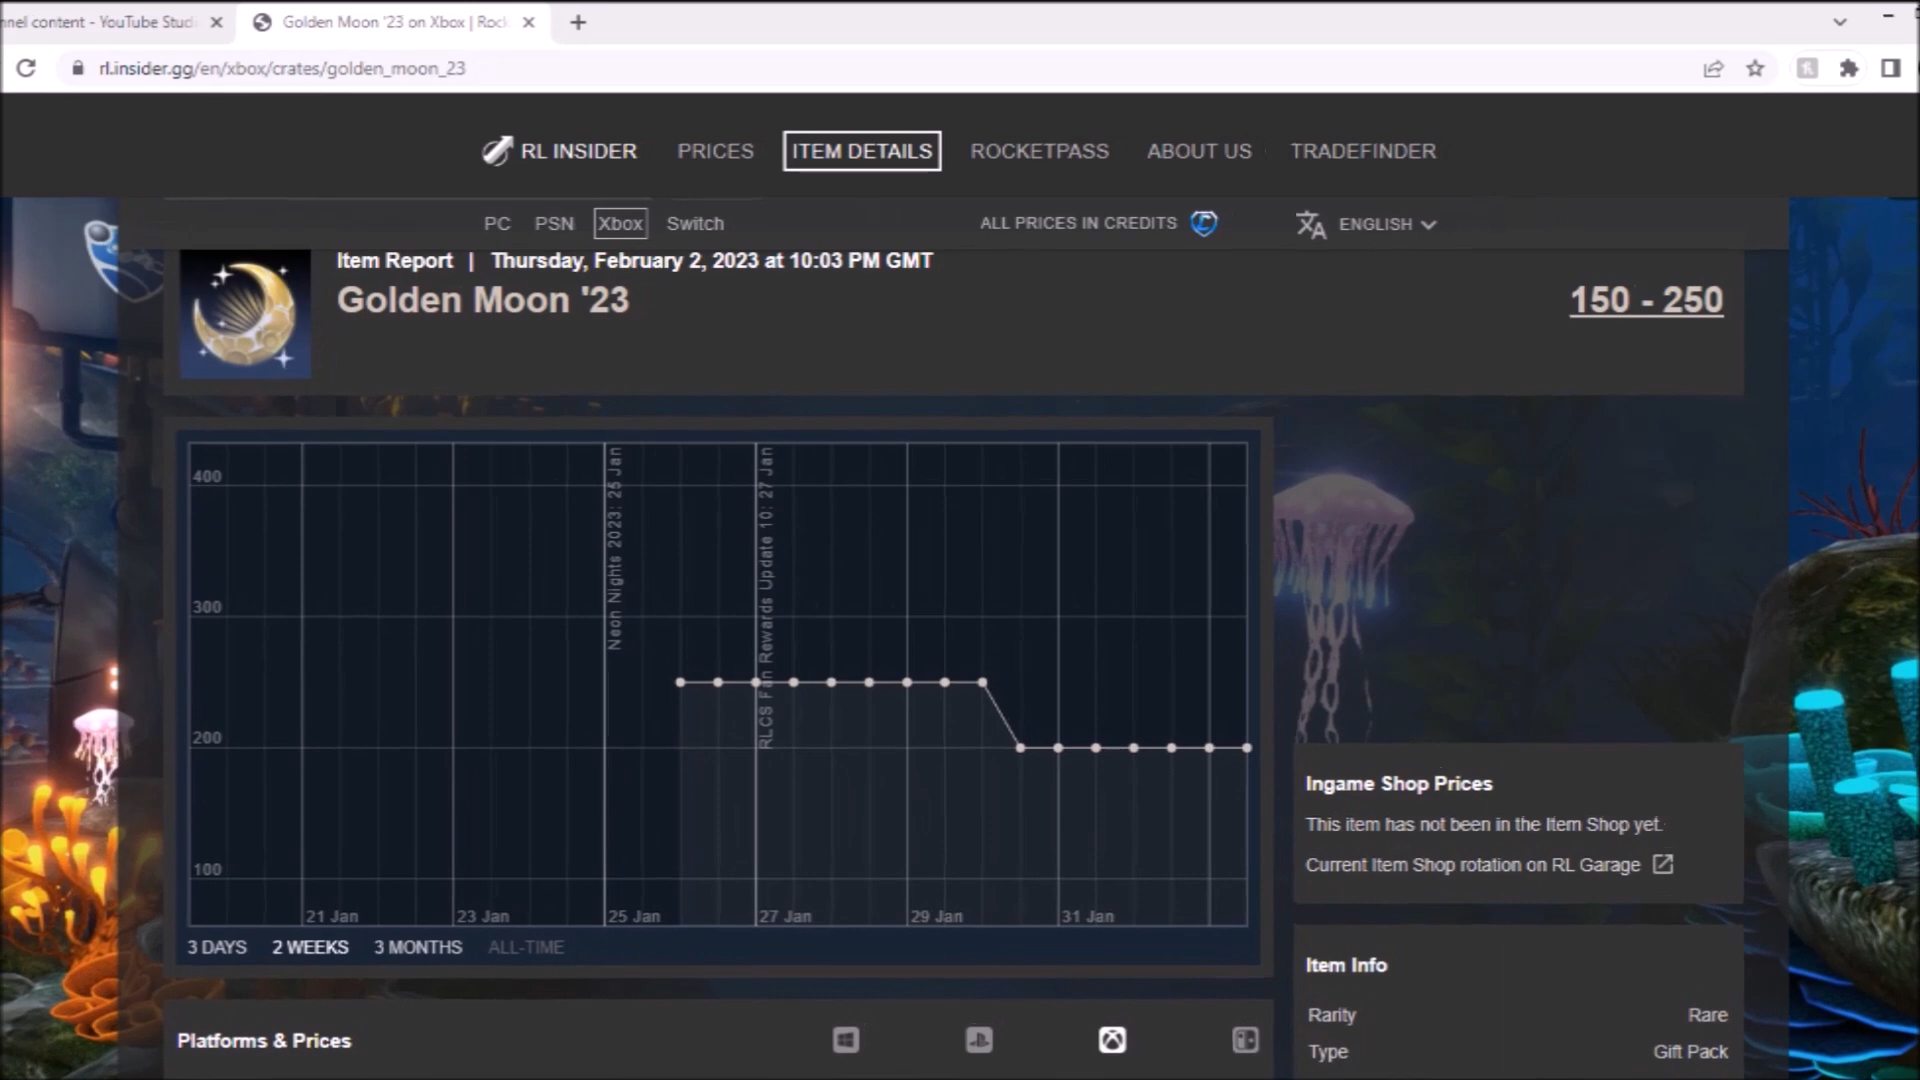 nnel content - YouTube Stud
Golden Moon '23 on Xbox | Rock
rl.insider.gg/en/xbox/crates/golden_moon_23
RL INSIDER PRICES ITEM DETAILS ROCKETPASS ABOUT US TRADEFINDER
PC PSN Xbox Switch ALL PRICES IN CREDITS ENGLISH
Item Report | Thursday, February 2, 2023 at 10:03 PM GMT
Golden Moon '23
150 - 250
400
300
200
100
Neon Nights 2023: 25 Jan
RLCS Fan Rewards Update 10: 27 Jan
21 Jan 23 Jan 25 Jan 27 Jan 29 Jan 31 Jan
3 DAYS 2 WEEKS 3 MONTHS ALL-TIME
Ingame Shop Prices
This item has not been in the Item Shop yet.
Current Item Shop rotation on RL Garage
Item Info
Rarity Rare
Type Gift Pack
Platforms & Prices